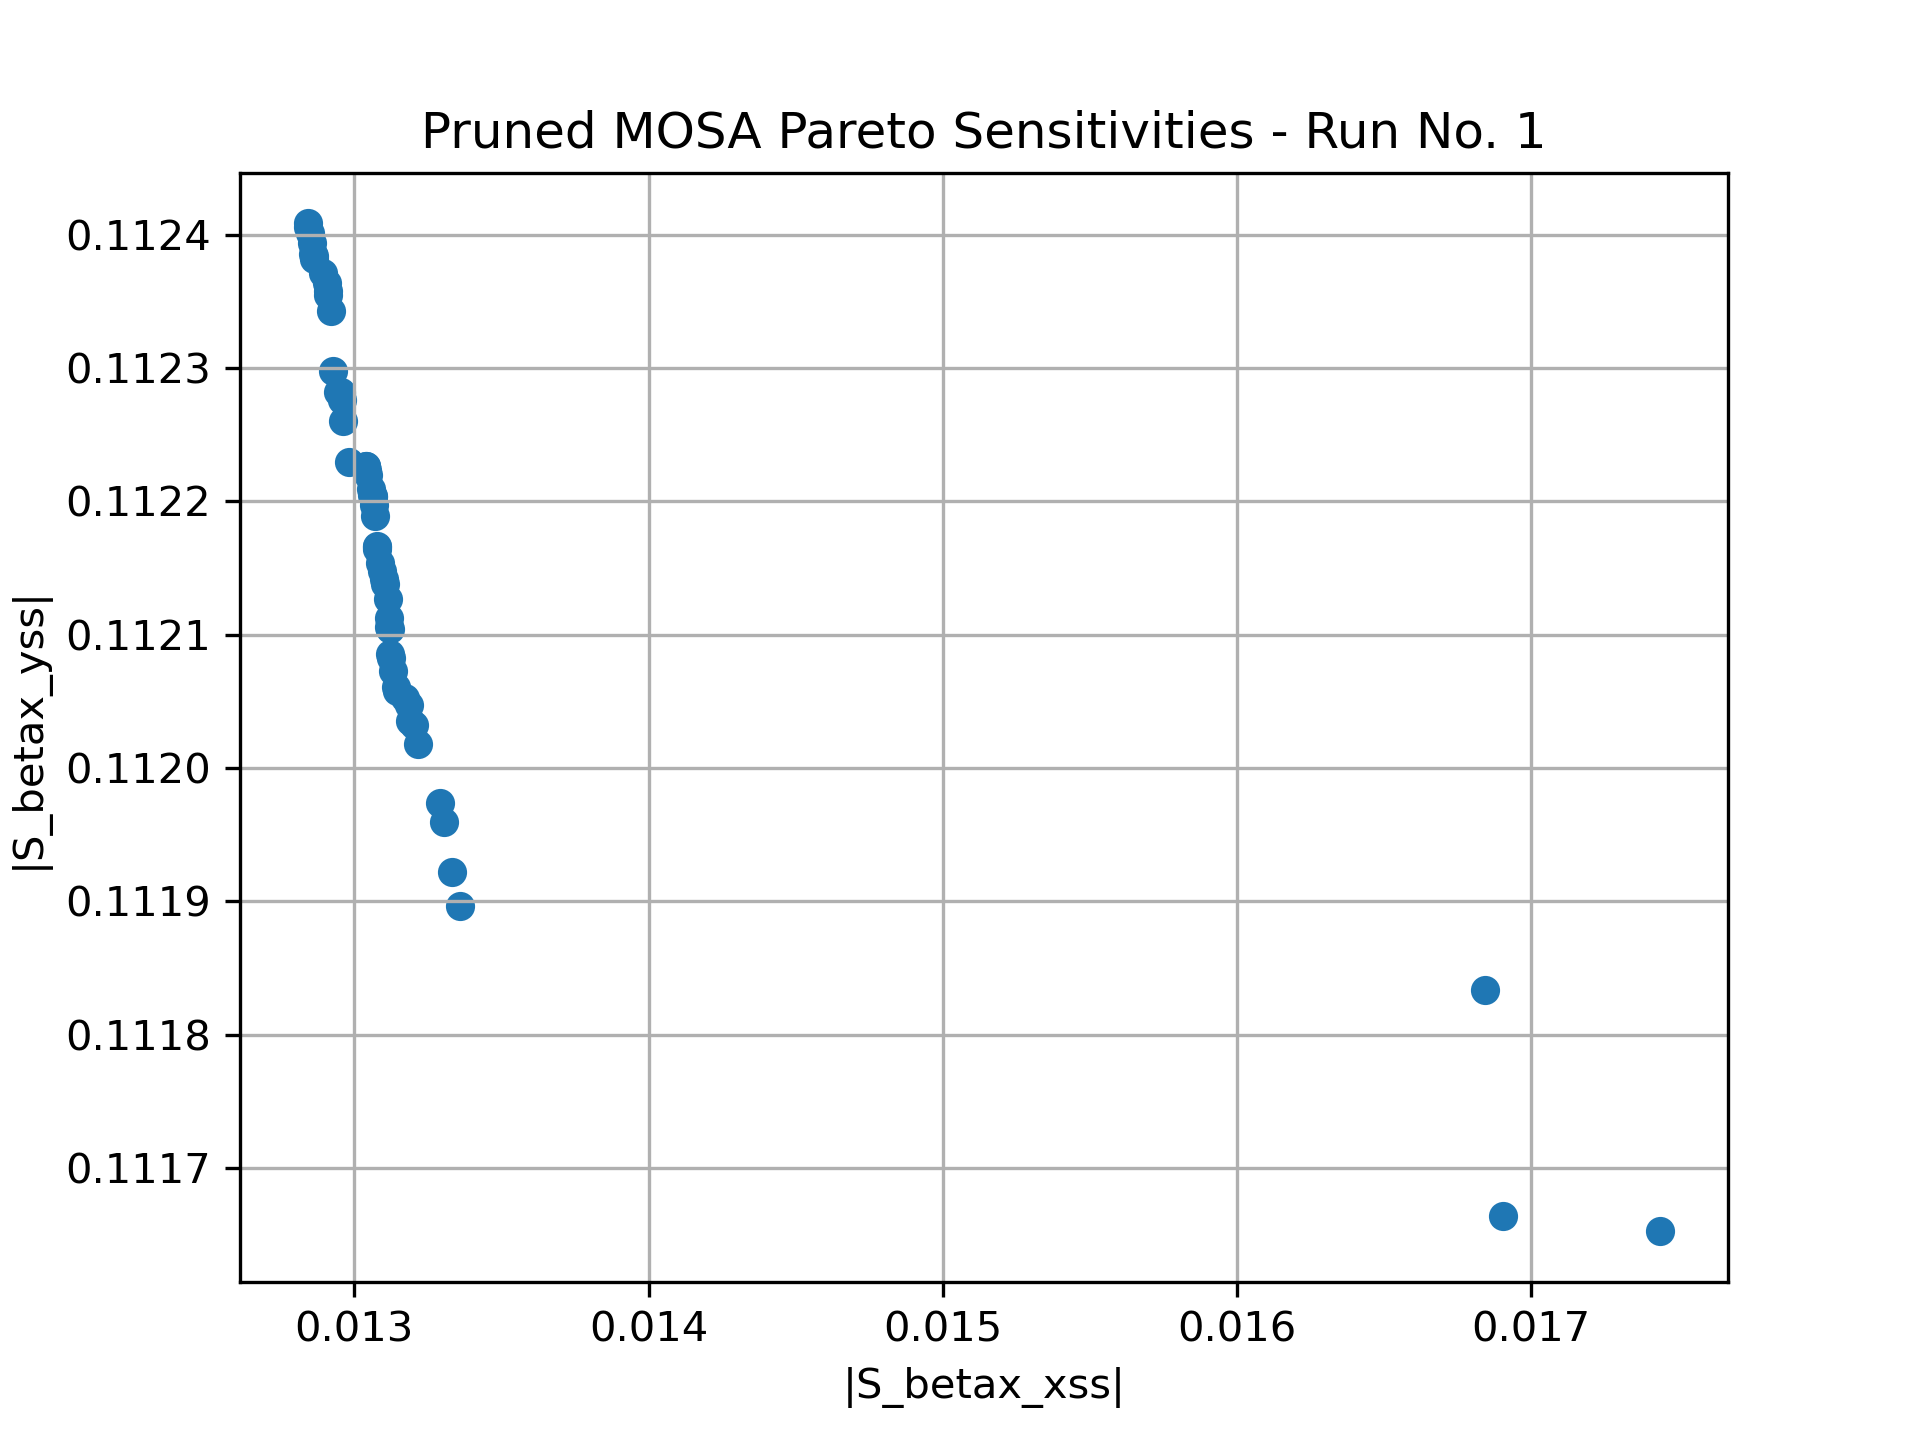 Pruned MOSA Pareto Sensitivities - Run No. 1
0.1124
0.1123
0.1122
0.1121
0.1120
0.1119
0.1118
0.1117
|S_betax_yss|
0.013 0.014 0.015 0.016 0.017
|S_betax_xss|